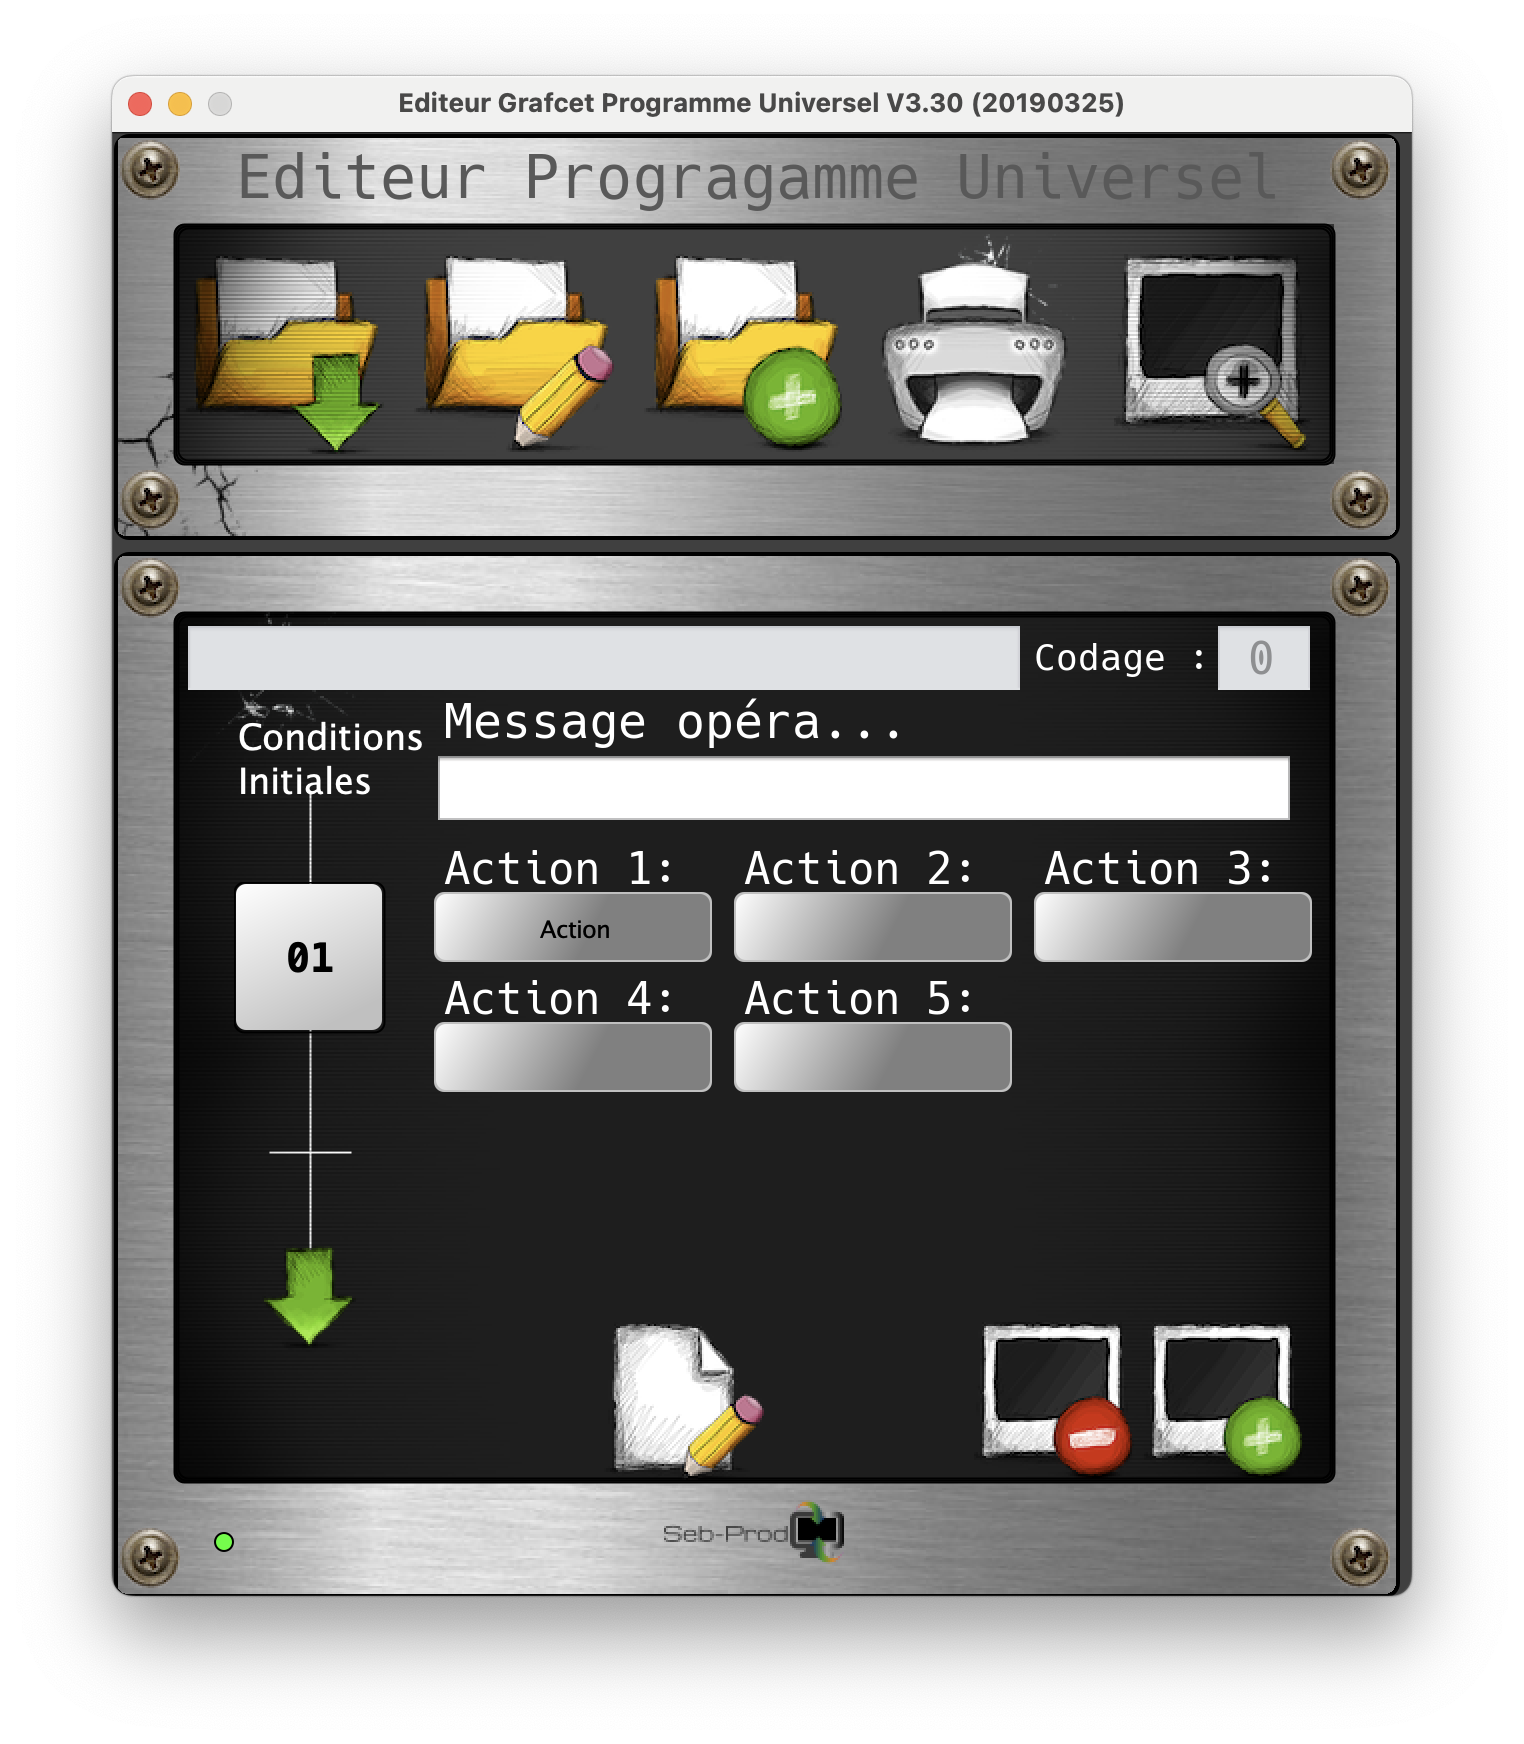 Editeur Grafcet Programme Universel V3.30 (20190325)
Editeur Progragamme Universel
Codage : 0
Message opéra...
Conditions
Initiales
Action 1: Action 2: Action 3:
Action
01
Action 4: Action 5:
Seb-Prod